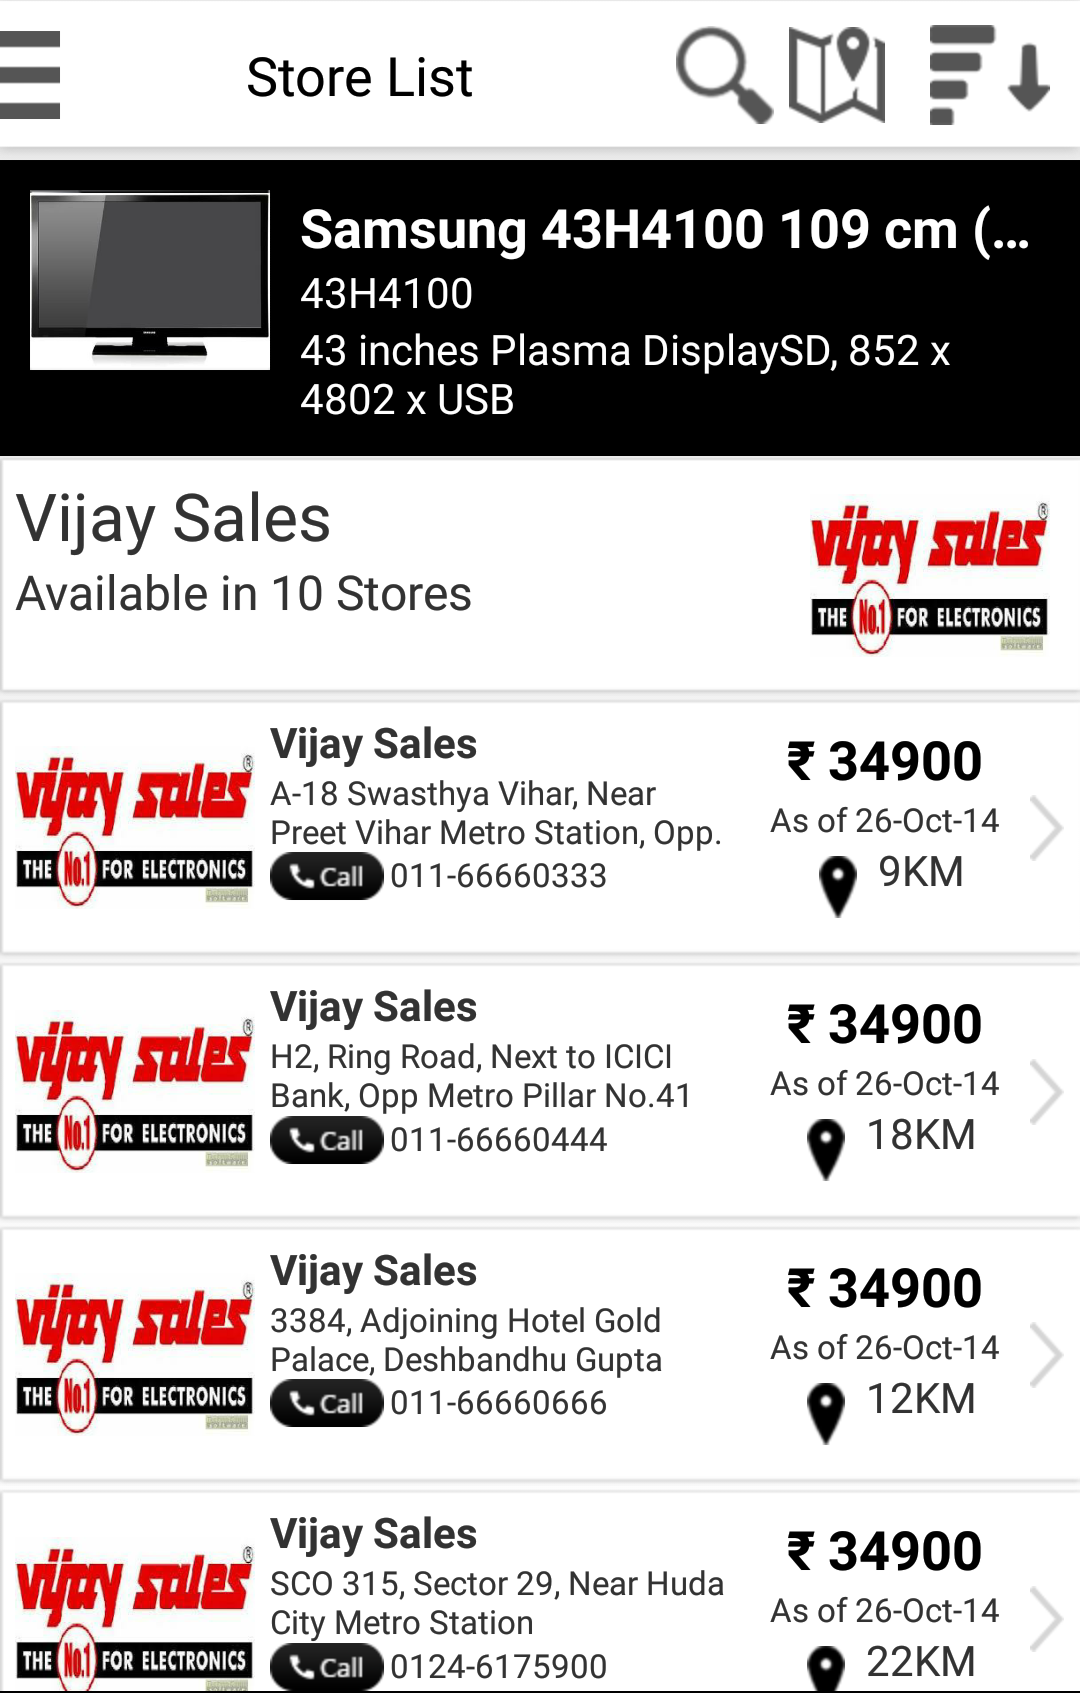 Store List
Samsung 43H4100 109 cm (...
43H4100
43 inches Plasma DisplaySD, 852 x
4802 x USB
Vijay Sales
Available in 10 Stores
vijay sales®
THE No.1 FOR ELECTRONICS
Vijay Sales
A-18 Swasthya Vihar, Near
Preet Vihar Metro Station, Opp.
Call 011-66660333
₹ 34900
As of 26-Oct-14
9KM
vijay sales®
THE No.1 FOR ELECTRONICS
Vijay Sales
H2, Ring Road, Next to ICICI
Bank, Opp Metro Pillar No.41
Call 011-66660444
₹ 34900
As of 26-Oct-14
18KM
vijay sales®
THE No.1 FOR ELECTRONICS
Vijay Sales
3384, Adjoining Hotel Gold
Palace, Deshbandhu Gupta
Call 011-66660666
₹ 34900
As of 26-Oct-14
12KM
vijay sales®
THE No.1 FOR ELECTRONICS
Vijay Sales
SCO 315, Sector 29, Near Huda
City Metro Station
Call 0124-6175900
₹ 34900
As of 26-Oct-14
22KM
vijay sales®
THE No.1 FOR ELECTRONICS